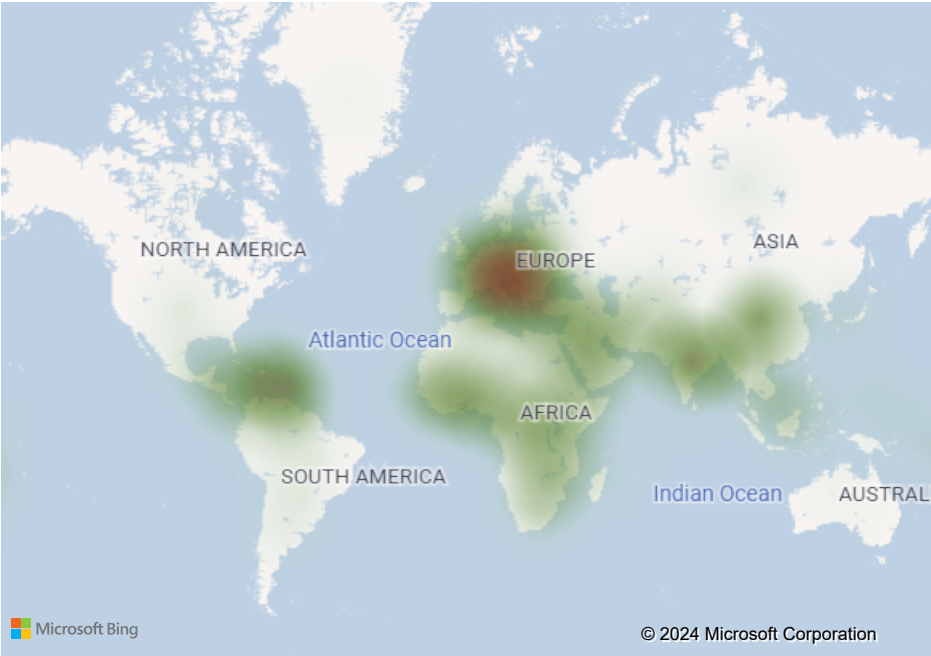 ASIA
NORTH AMERICA
EUROPE
Atlantic Ocean
AFRICA
SOUTH AMERICA
Indian Ocean
AUSTRAL
Microsoft Bing
© 2024 Microsoft Corporation